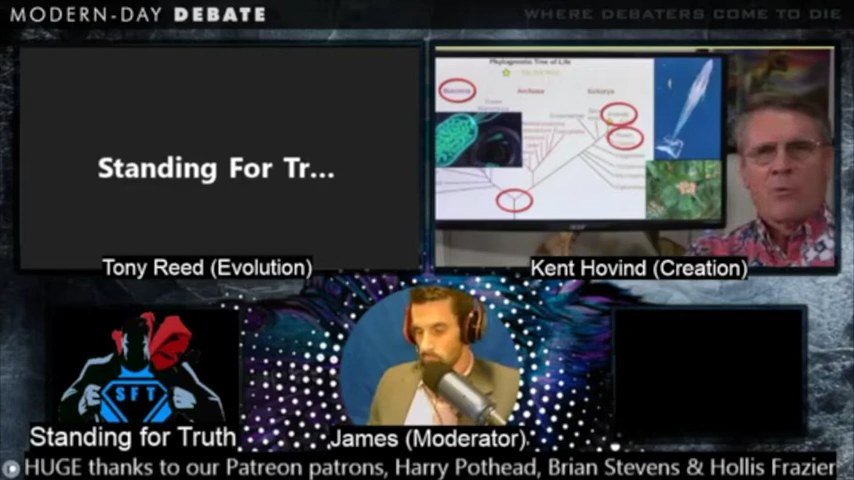 MODERN-DAY DEBATE
WHERE DEBATERS COME TO DIE
Standing For Tr...
Phylogenetic Tree of Life
Bacteria
Archaea
Eukarya
Tony Reed (Evolution)
Kent Hovind (Creation)
SFT
Standing for Truth
James (Moderator)
HUGE thanks to our Patreon patrons, Harry Pothead, Brian Stevens & Hollis Frazier